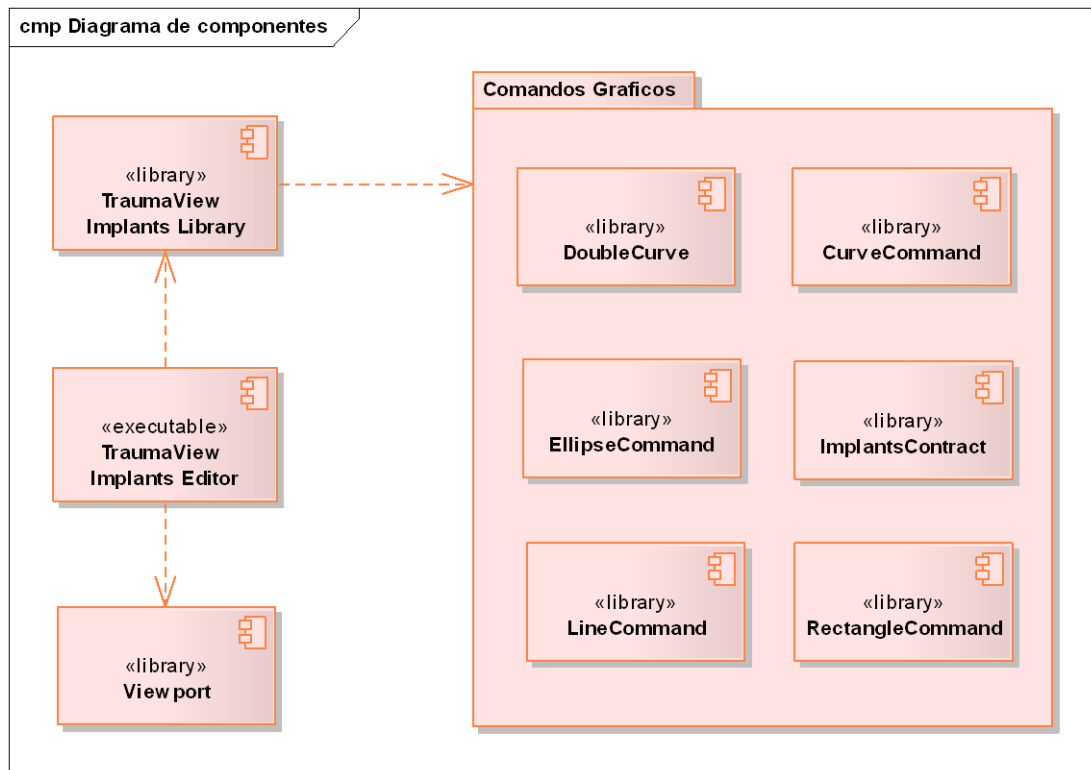 cmp Diagrama de componentes
Comandos Graficos
«library»
TraumaView
Implants Library
«library»
DoubleCurve
«library»
CurveCommand
«executable»
TraumaView
Implants Editor
«library»
EllipseCommand
«library»
ImplantsContract
«library»
Viewport
«library»
LineCommand
«library»
RectangleCommand